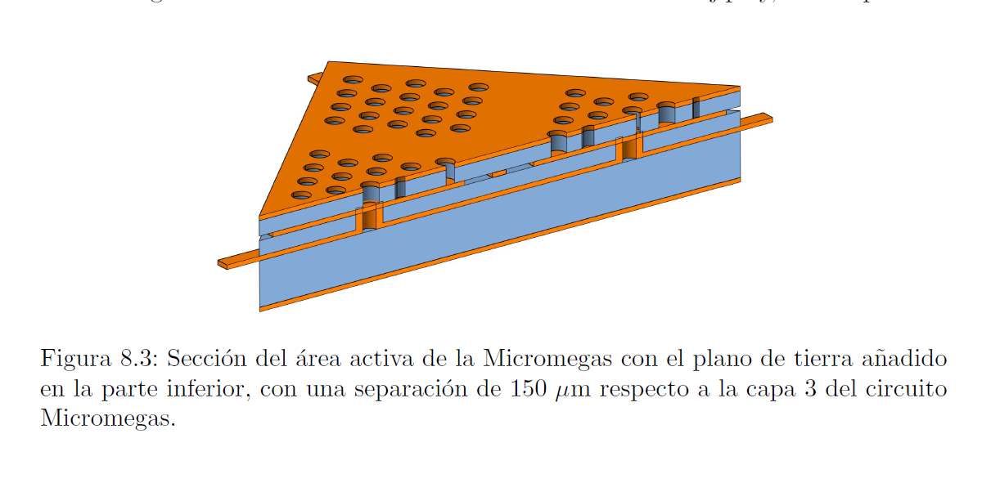 Figura 8.3: Sección del área activa de la Micromegas con el plano de tierra añadido
en la parte inferior, con una separación de 150 μm respecto a la capa 3 del circuito
Micromegas.